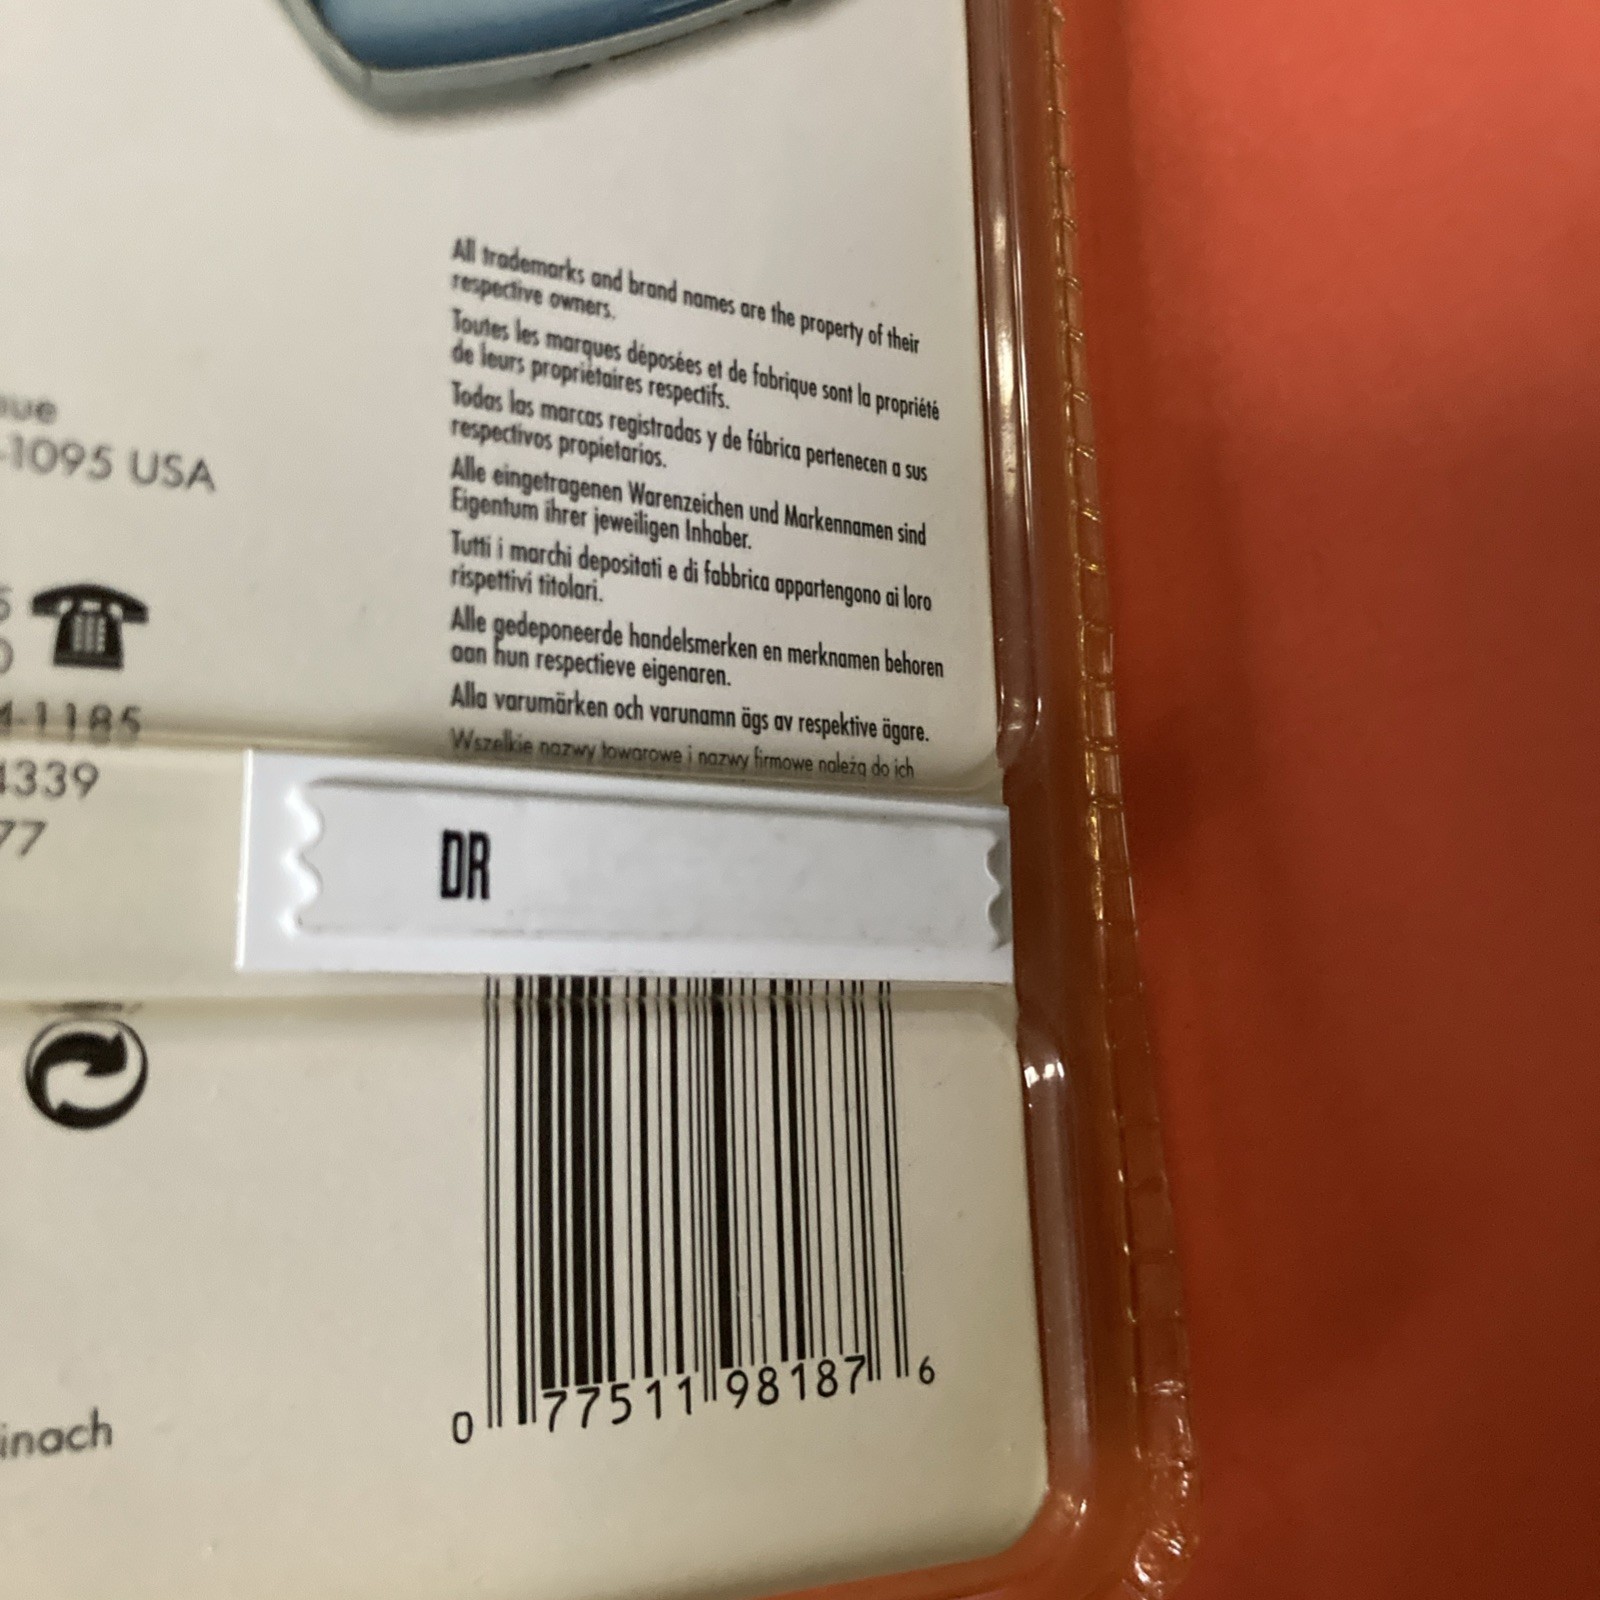 All trademarks and brand names are the property of their
respective owners.
Toutes les marques déposées et de fabrique sont la propriété
de leurs propriétaires respectifs.
Todas las marcas registradas y de fábrica pertenecen a sus
respectivos propietarios.
Alle eingetragenen Warenzeichen und Markennamen sind
Eigentum ihrer jeweiligen Inhaber.
Tutti i marchi depositati e di fabbrica appartengono ai loro
rispettivi titolari.
Alle gedeponeerde handelsmerken en merknamen behoren
aan hun respectieve eigenaren.
Alla varumärken och varunamn ägs av respektive ägare.
Wszelkie nazwy towarowe i nazwy firmowe należą do ich
-1095 USA
-1185
4339
77
DR
0 77511 98187 6
inach